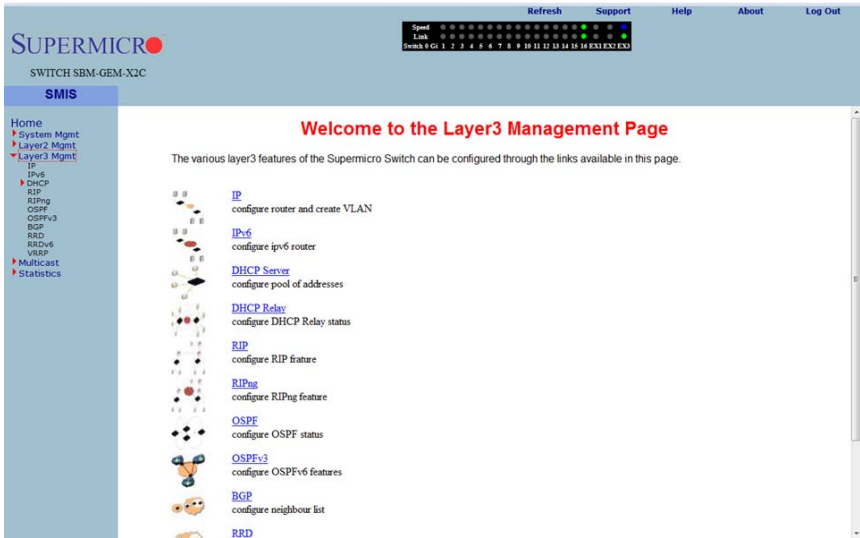 Refresh Support Help About Log Out
Speed
Link
Switch 0 Gi 1 2 3 4 5 6 7 8 9 10 11 12 13 14 15 16 EX1 EX2 EX3
SUPERMICRO
SWITCH SBM-GEM-X2C
SMIS
Home
System Mgmt
Layer2 Mgmt
Layer3 Mgmt
IP
IPv6
DHCP
RIP
RIPng
OSPF
OSPFv3
BGP
RRD
RRDv6
VRRP
Multicast
Statistics
Welcome to the Layer3 Management Page
The various layer3 features of the Supermicro Switch can be configured through the links available in this page.
IP
configure router and create VLAN
IPv6
configure ipv6 router
DHCP Server
configure pool of addresses
DHCP Relay
configure DHCP Relay status
RIP
configure RIP frature
RIPng
configure RIPng feature
OSPF
configure OSPF status
OSPFv3
configure OSPFv6 features
BGP
configure neighbour list
RRD